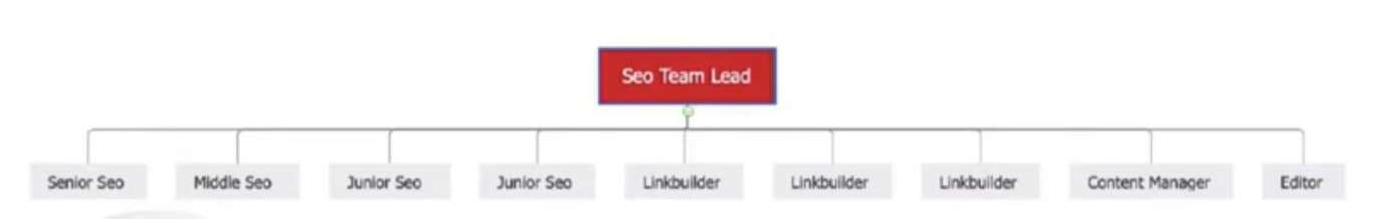 Seo Team Lead
Senior Seo
Middle Seo
Junior Seo
Junior Seo
Linkbuilder
Linkbuilder
Linkbuilder
Content Manager
Editor